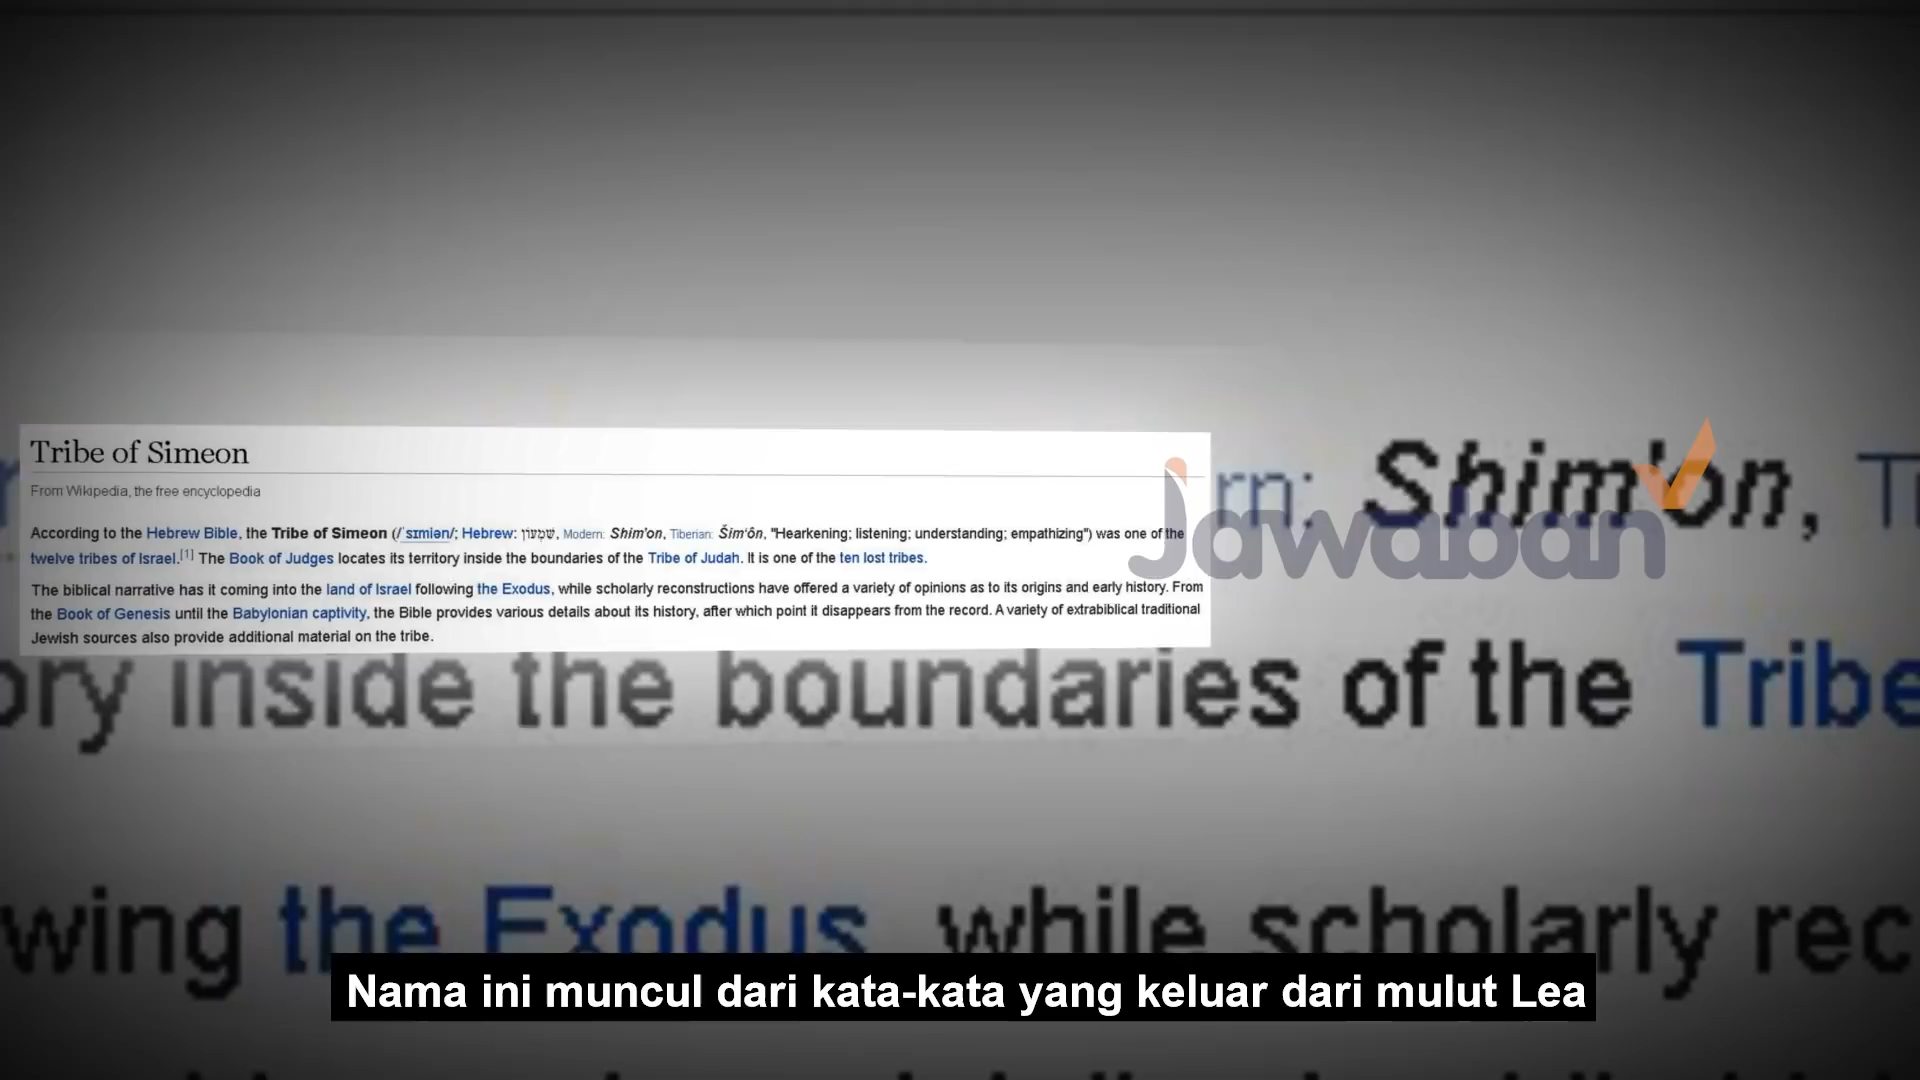 Tribe of Simeon
From Wikipedia, the free encyclopedia
According to the Hebrew Bible, the Tribe of Simeon (/ˈsɪmiən/; Hebrew: שִׁמְעוֹן, Modern: Shim'on, Tiberian: Šim‘ôn, "Hearkening; listening; understanding; empathizing") was one of the
twelve tribes of Israel.[1] The Book of Judges locates its territory inside the boundaries of the Tribe of Judah. It is one of the ten lost tribes.
The biblical narrative has it coming into the land of Israel following the Exodus, while scholarly reconstructions have offered a variety of opinions as to its origins and early history. From
the Book of Genesis until the Babylonian captivity, the Bible provides various details about its history, after which point it disappears from the record. A variety of extrabiblical traditional
Jewish sources also provide additional material on the tribe.
rn: Shim'on,
Jawaban
ory inside the boundaries of the Tribe
wing the Exodus, while scholarly rec
Nama ini muncul dari kata-kata yang keluar dari mulut Lea